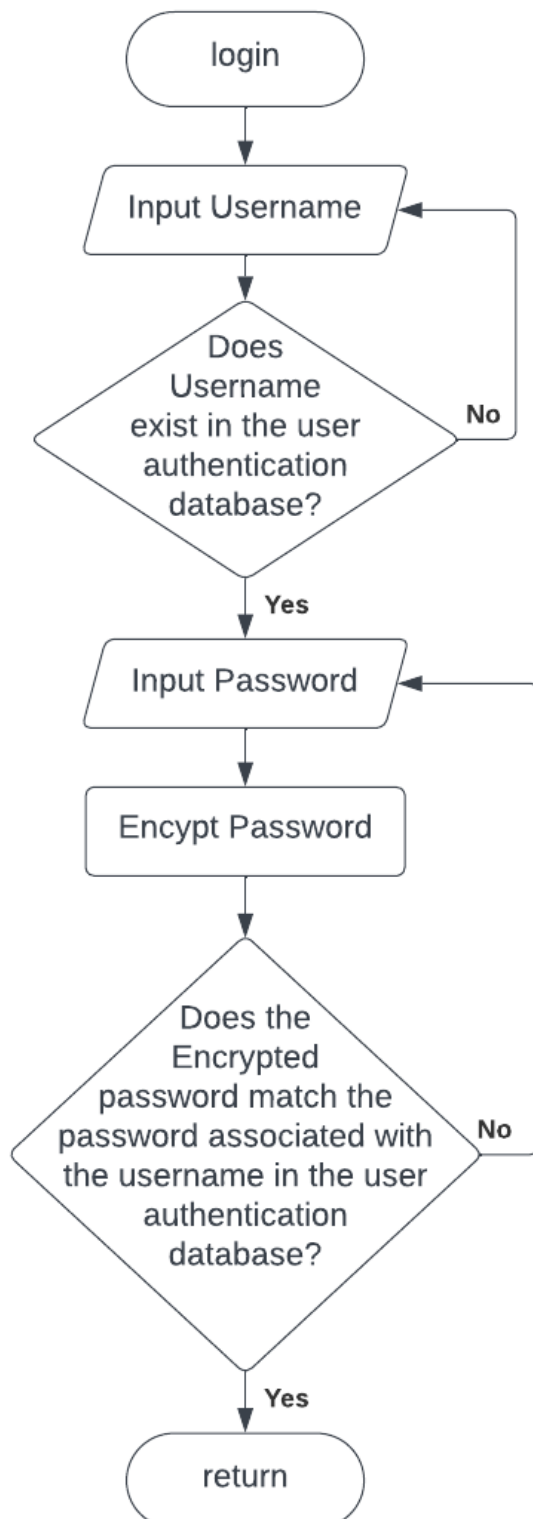 login
Input Username
Does
Username
exist in the user
authentication
database?
No
Yes
Input Password
Encypt Password
Does the
Encrypted
password match the
password associated with
the username in the user
authentication
database?
No
Yes
return